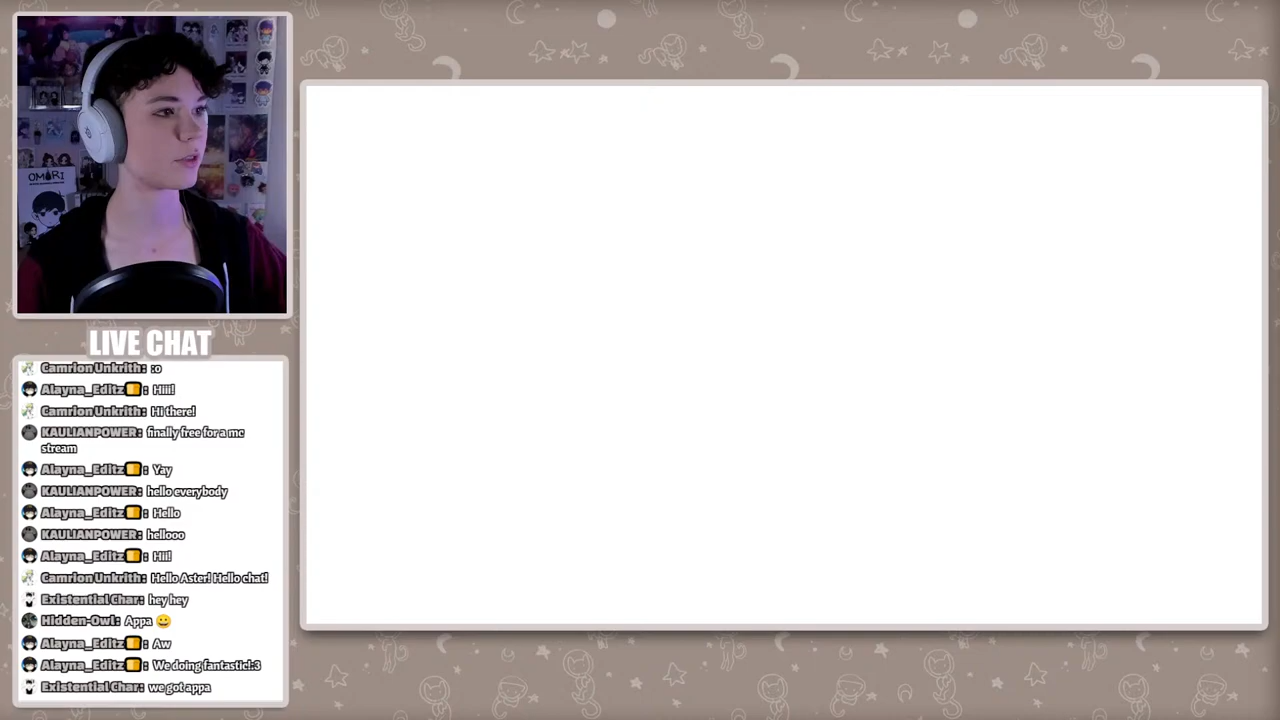 OMORI
LIVE CHAT
Camrion Unkrith: :o
Alayna_Editz: Hiii!
Camrion Unkrith: Hi there!
KAULIANPOWER: finally free for a mc
stream
Alayna_Editz: Yay
KAULIANPOWER: hello everybody
Alayna_Editz: Hello
KAULIANPOWER: hellooo
Alayna_Editz: Hii!
Camrion Unkrith: Hello Aster! Hello chat!
Existential Char: hey hey
Hidden-Owl: Appa 😀
Alayna_Editz: Aw
Alayna_Editz: We doing fantastic!:3
Existential Char: we got appa